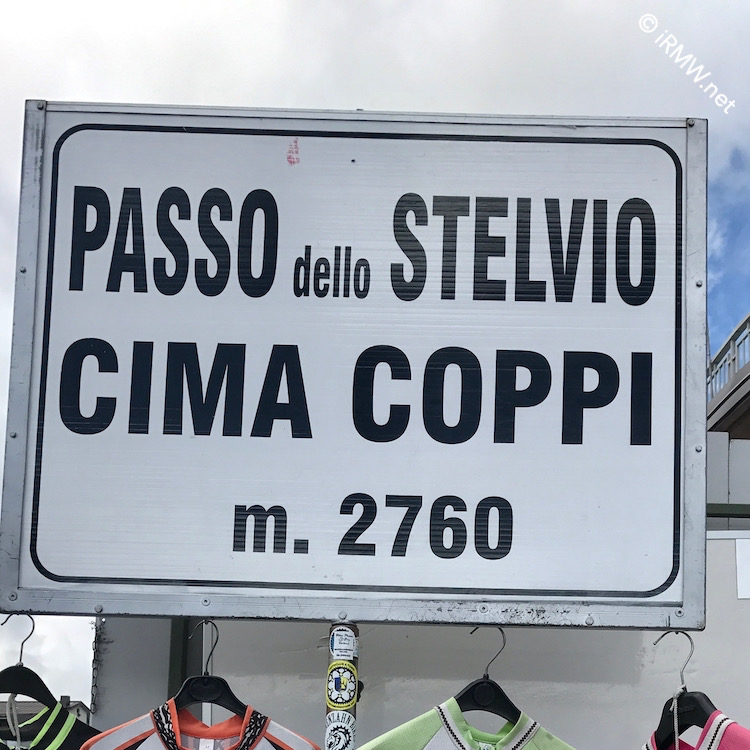 © iRMW.net
PASSO dello STELVIO
CIMA COPPI
m. 2760